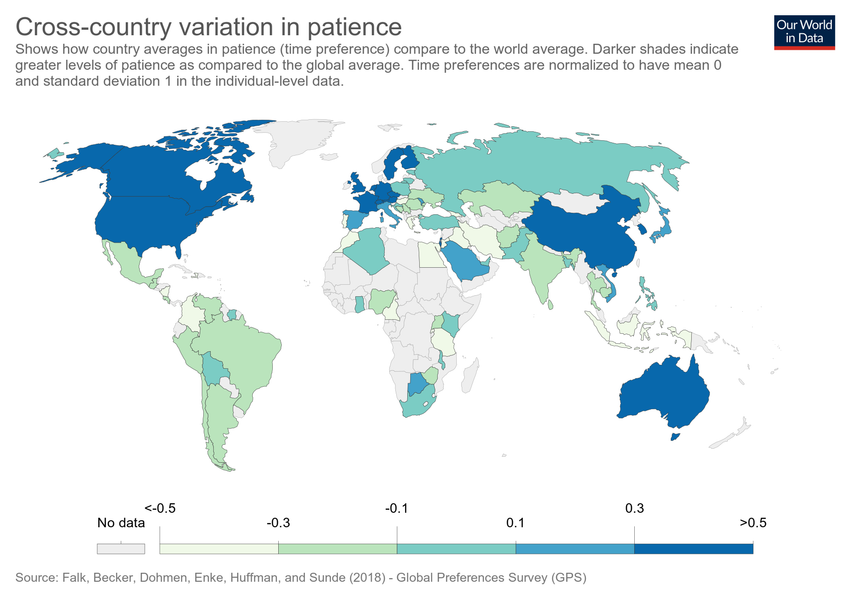 Cross-country variation in patience
Our World
in Data
Shows how country averages in patience (time preference) compare to the world average. Darker shades indicate
greater levels of patience as compared to the global average. Time preferences are normalized to have mean 0
and standard deviation 1 in the individual-level data.
<-0.5
-0.1
0.3
No data
-0.3
0.1
>0.5
Source: Falk, Becker, Dohmen, Enke, Huffman, and Sunde (2018) - Global Preferences Survey (GPS)